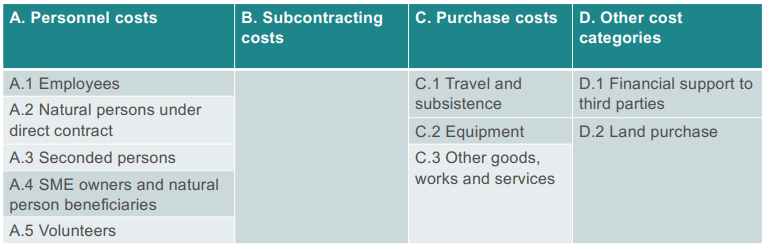 A. Personnel costs
B. Subcontracting
costs
C. Purchase costs
D. Other cost
categories
A.1 Employees
A.2 Natural persons under
direct contract
A.3 Seconded persons
A.4 SME owners and natural
person beneficiaries
A.5 Volunteers
C.1 Travel and
subsistence
C.2 Equipment
C.3 Other goods,
works and services
D.1 Financial support to
third parties
D.2 Land purchase